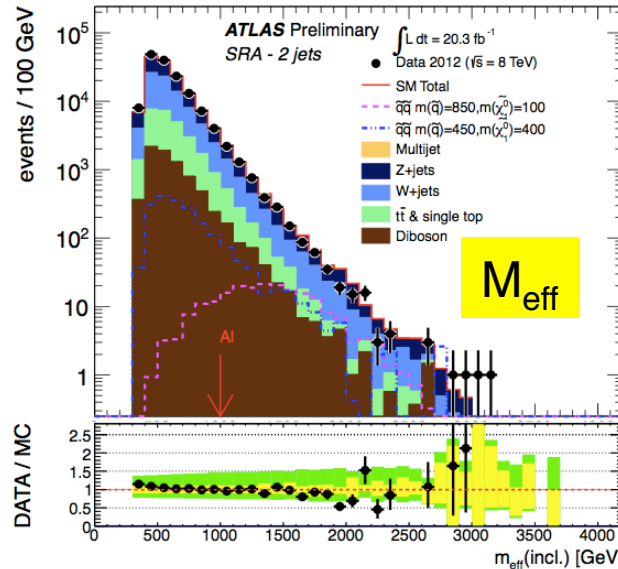 ATLAS Preliminary
SRA - 2 jets
∫ L dt = 20.3 fb⁻¹
Data 2012 (√s = 8 TeV)
SM Total
q̃q̃ m(q̃)=850,m(χ̃₁⁰)=100
q̃q̃ m(q̃)=450,m(χ̃₁⁰)=400
Multijet
Z+jets
W+jets
tt̄ & single top
Diboson
events / 100 GeV
10⁵
10⁴
10³
10²
10
1
M_eff
AI
DATA / MC
2.5
2
1.5
1
0.5
0
0 500 1000 1500 2000 2500 3000 3500 4000
m_eff(incl.) [GeV